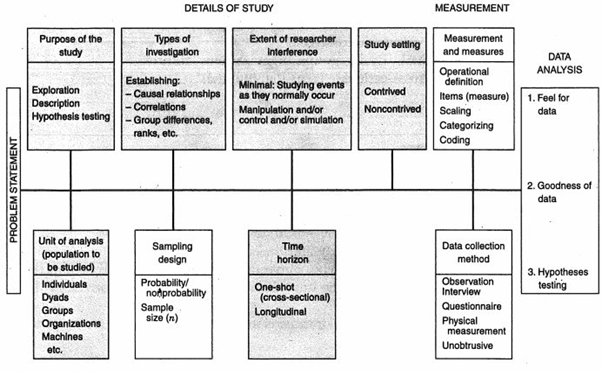 DETAILS OF STUDY
MEASUREMENT
PROBLEM STATEMENT
Purpose of the
study
Exploration
Description
Hypothesis testing
Types of
investigation
Establishing:
– Causal relationships
– Correlations
– Group differences,
ranks, etc.
Extent of researcher
interference
Minimal: Studying events
as they normally occur
Manipulation and/or
control and/or simulation
Study setting
Contrived
Noncontrived
Measurement
and measures
Operational
definition
Items (measure)
Scaling
Categorizing
Coding
DATA
ANALYSIS
1. Feel for
data
2. Goodness of
data
3. Hypotheses
testing
Unit of analysis
(population to
be studied)
Individuals
Dyads
Groups
Organizations
Machines
etc.
Sampling
design
Probability/
nonprobability
Sample
size (n)
Time
horizon
One-shot
(cross-sectional)
Longitudinal
Data collection
method
Observation
Interview
Questionnaire
Physical
measurement
Unobtrusive